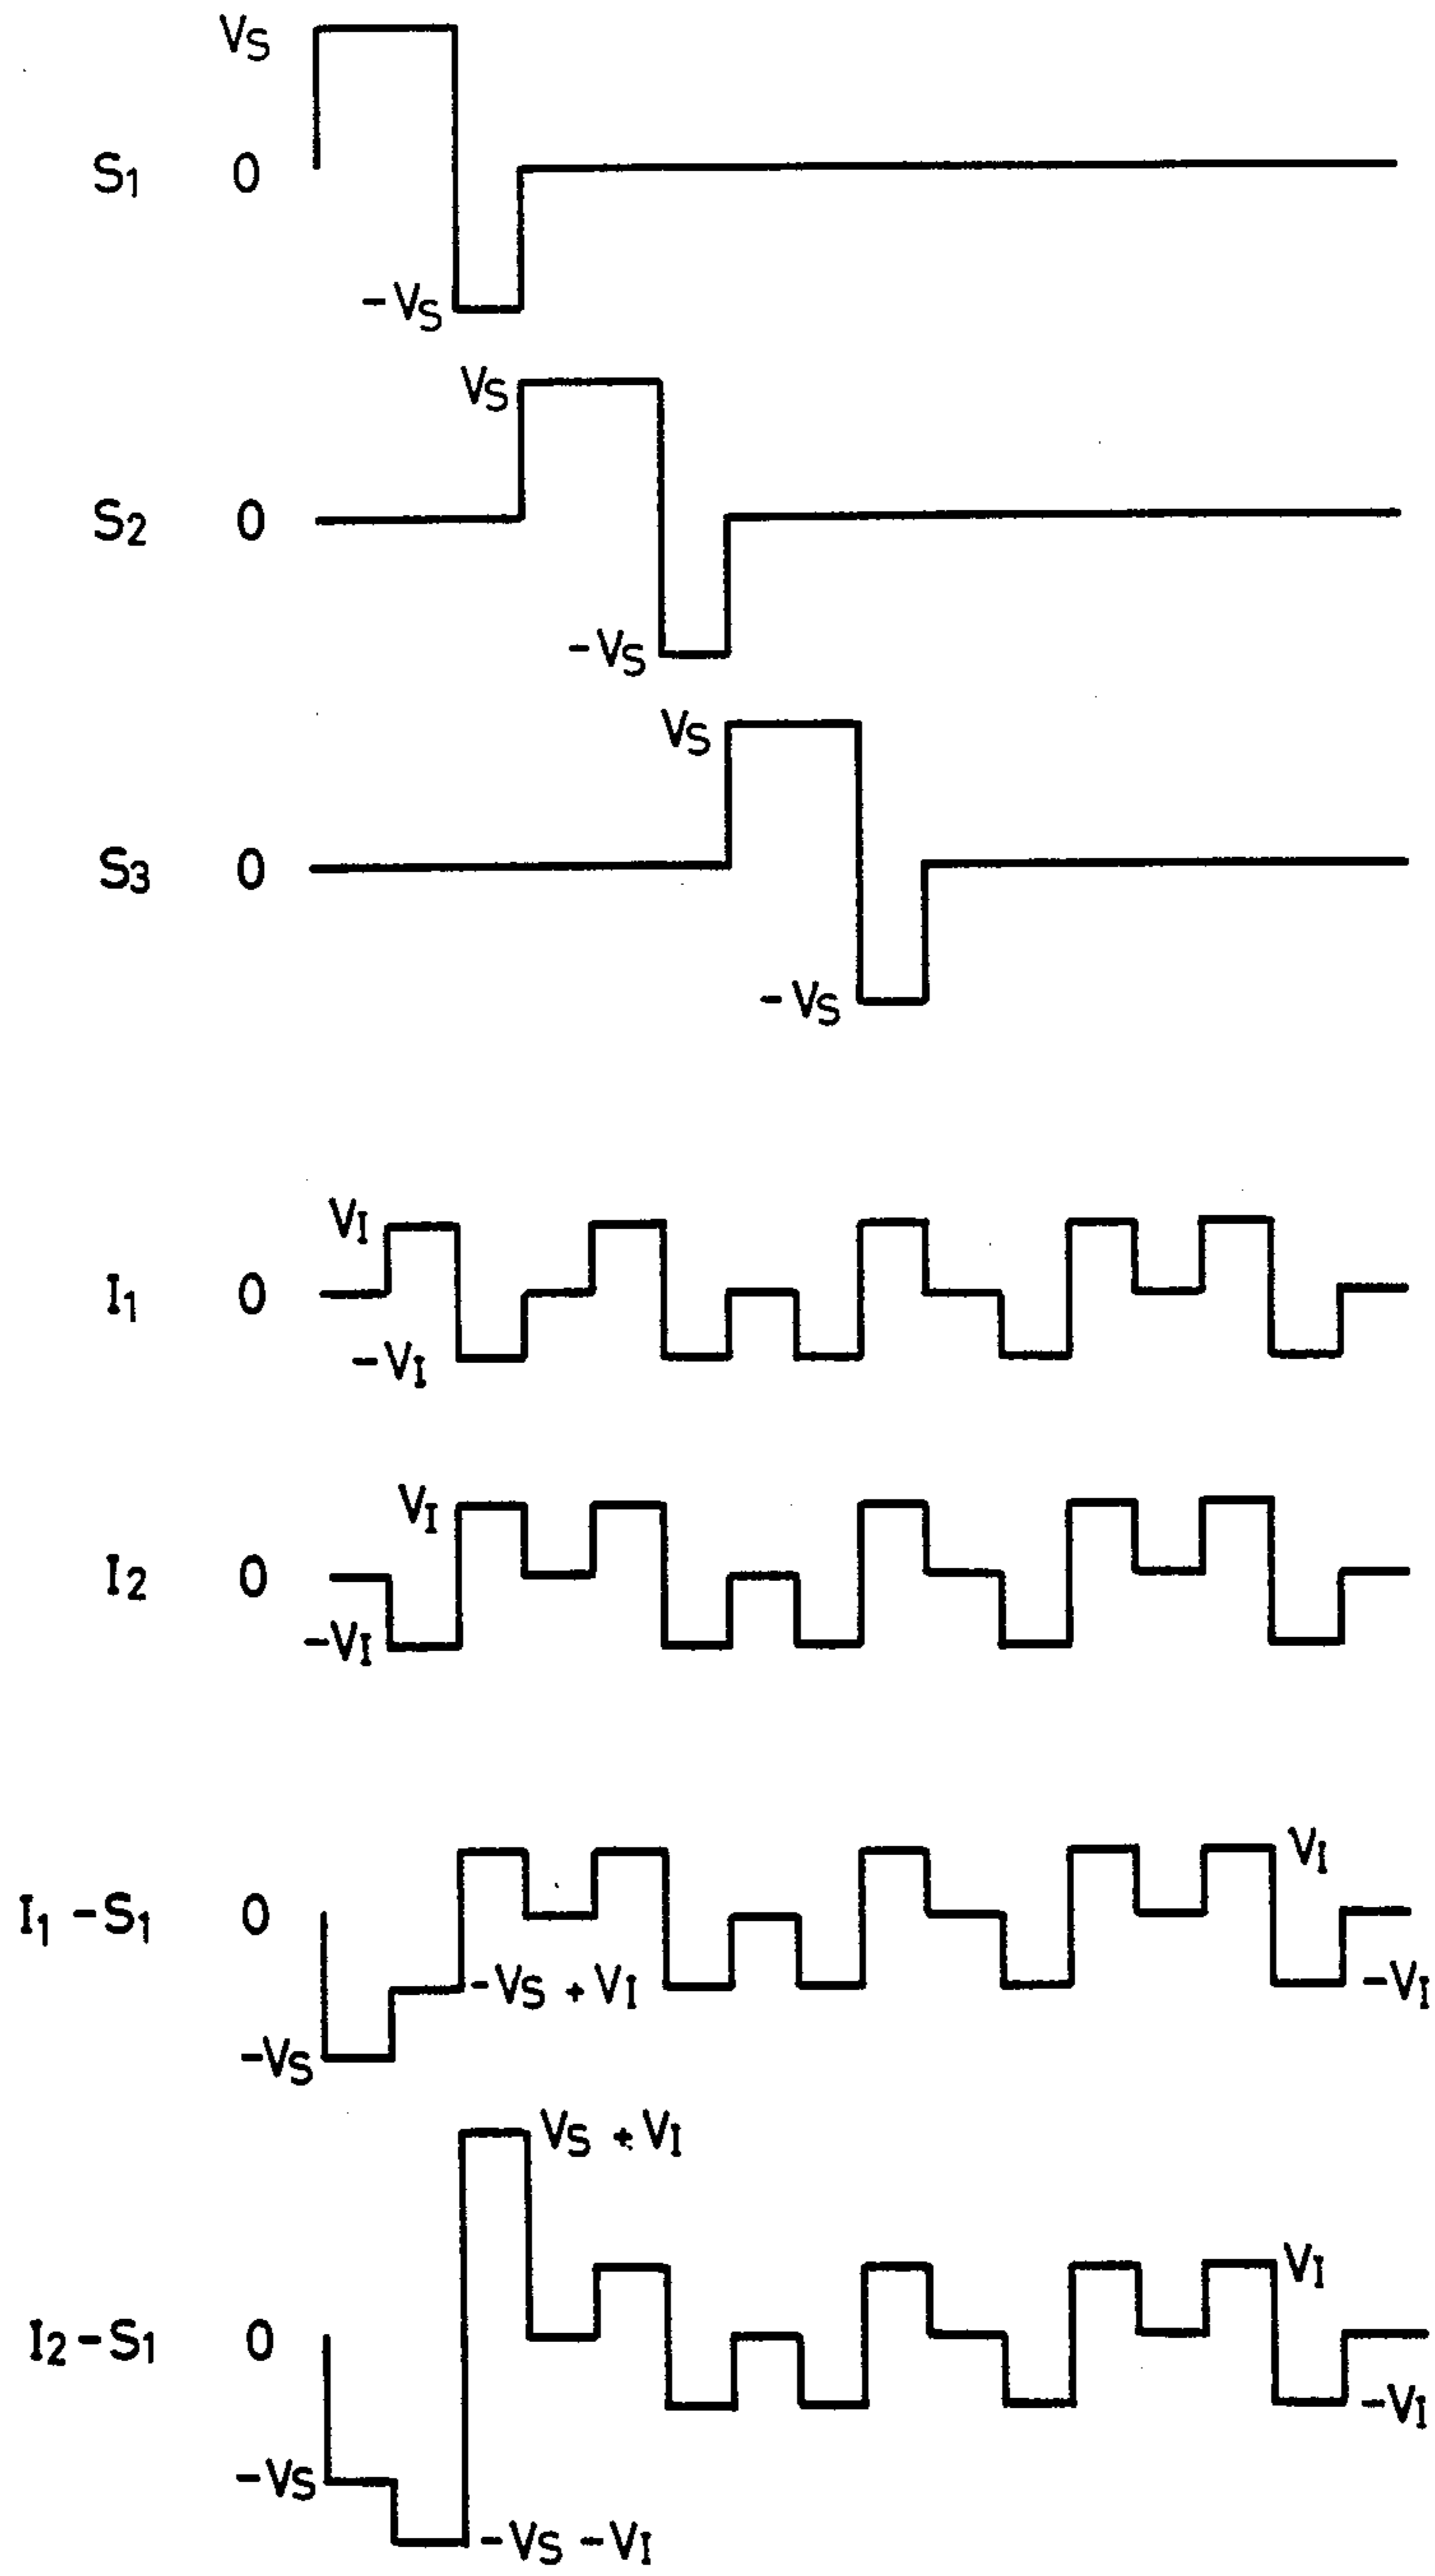 VS
S1 0
-VS
VS
S2 0
-VS
VS
S3 0
-VS
VI
I1 0
-VI
VI
I2 0
-VI
VI
I1 -S1 0
-VS + VI
-VI
-VS
VS + VI
VI
I2 -S1 0
-VI
-VS
-VS -VI